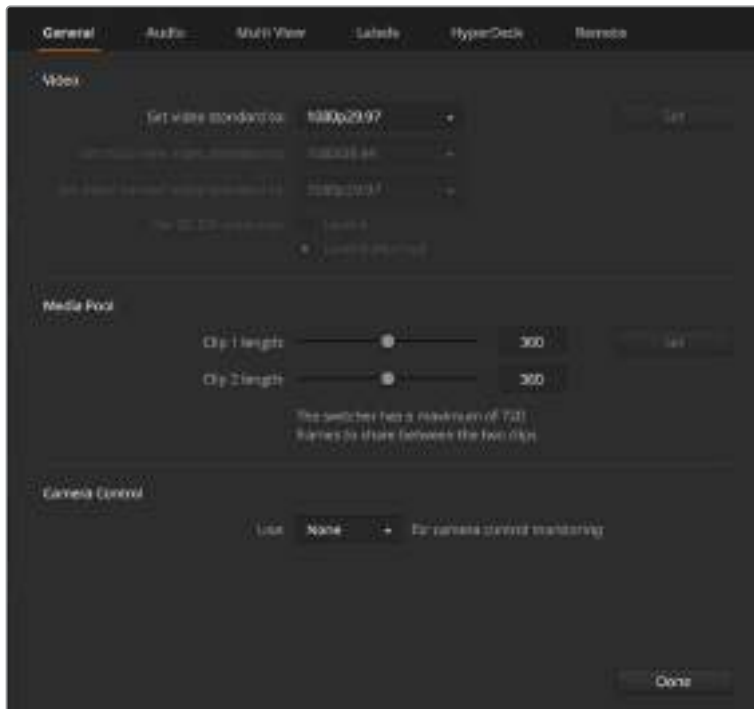 General Audio Multi View Labels HyperDeck Remote
Video
Set video standard to: 1080p29.97 Set
1080p29.97
Media Pool
Clip 1 length: 360 Set
Clip 2 length: 360
The switcher has a maximum of 720
frames to share between the two clips
Camera Control
Use None for camera control monitoring
Done